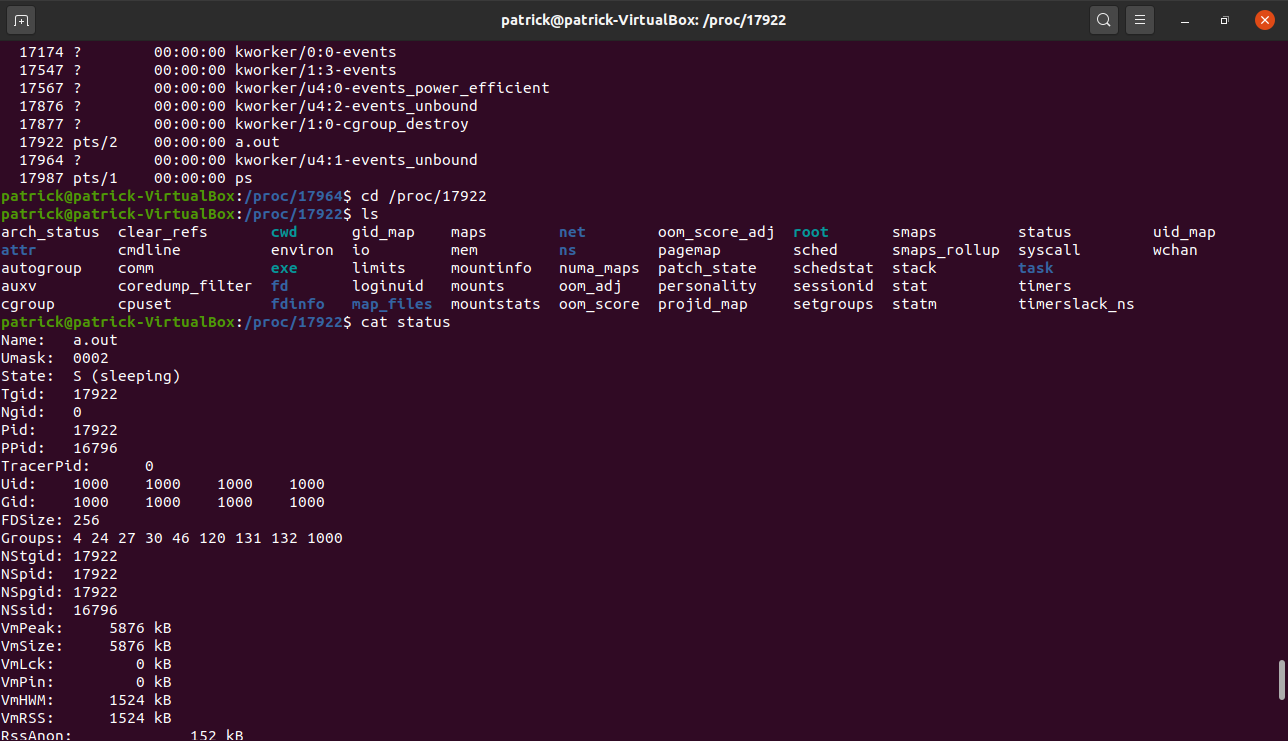 patrick@patrick-VirtualBox: /proc/17922
17174 ?        00:00:00 kworker/0:0-events
17547 ?        00:00:00 kworker/1:3-events
17567 ?        00:00:00 kworker/u4:0-events_power_efficient
17876 ?        00:00:00 kworker/u4:2-events_unbound
17877 ?        00:00:00 kworker/1:0-cgroup_destroy
17922 pts/2    00:00:00 a.out
17964 ?        00:00:00 kworker/u4:1-events_unbound
17987 pts/1    00:00:00 ps
patrick@patrick-VirtualBox:/proc/17964$ cd /proc/17922
patrick@patrick-VirtualBox:/proc/17922$ ls
arch_status  clear_refs       cwd      gid_map    maps        net        oom_score_adj  root       smaps         status         uid_map
attr         cmdline          environ  io         mem         ns         pagemap        sched      smaps_rollup  syscall        wchan
autogroup    comm             exe      limits     mountinfo   numa_maps  patch_state    schedstat  stack         task
auxv         coredump_filter  fd       loginuid   mounts      oom_adj    personality    sessionid  stat          timers
cgroup       cpuset           fdinfo   map_files  mountstats  oom_score  projid_map     setgroups  statm         timerslack_ns
patrick@patrick-VirtualBox:/proc/17922$ cat status
Name:   a.out
Umask:  0002
State:  S (sleeping)
Tgid:   17922
Ngid:   0
Pid:    17922
PPid:   16796
TracerPid:      0
Uid:    1000    1000    1000    1000
Gid:    1000    1000    1000    1000
FDSize: 256
Groups: 4 24 27 30 46 120 131 132 1000
NStgid: 17922
NSpid:  17922
NSpgid: 17922
NSsid:  16796
VmPeak:     5876 kB
VmSize:     5876 kB
VmLck:         0 kB
VmPin:         0 kB
VmHWM:      1524 kB
VmRSS:      1524 kB
RssAnon:             152 kB